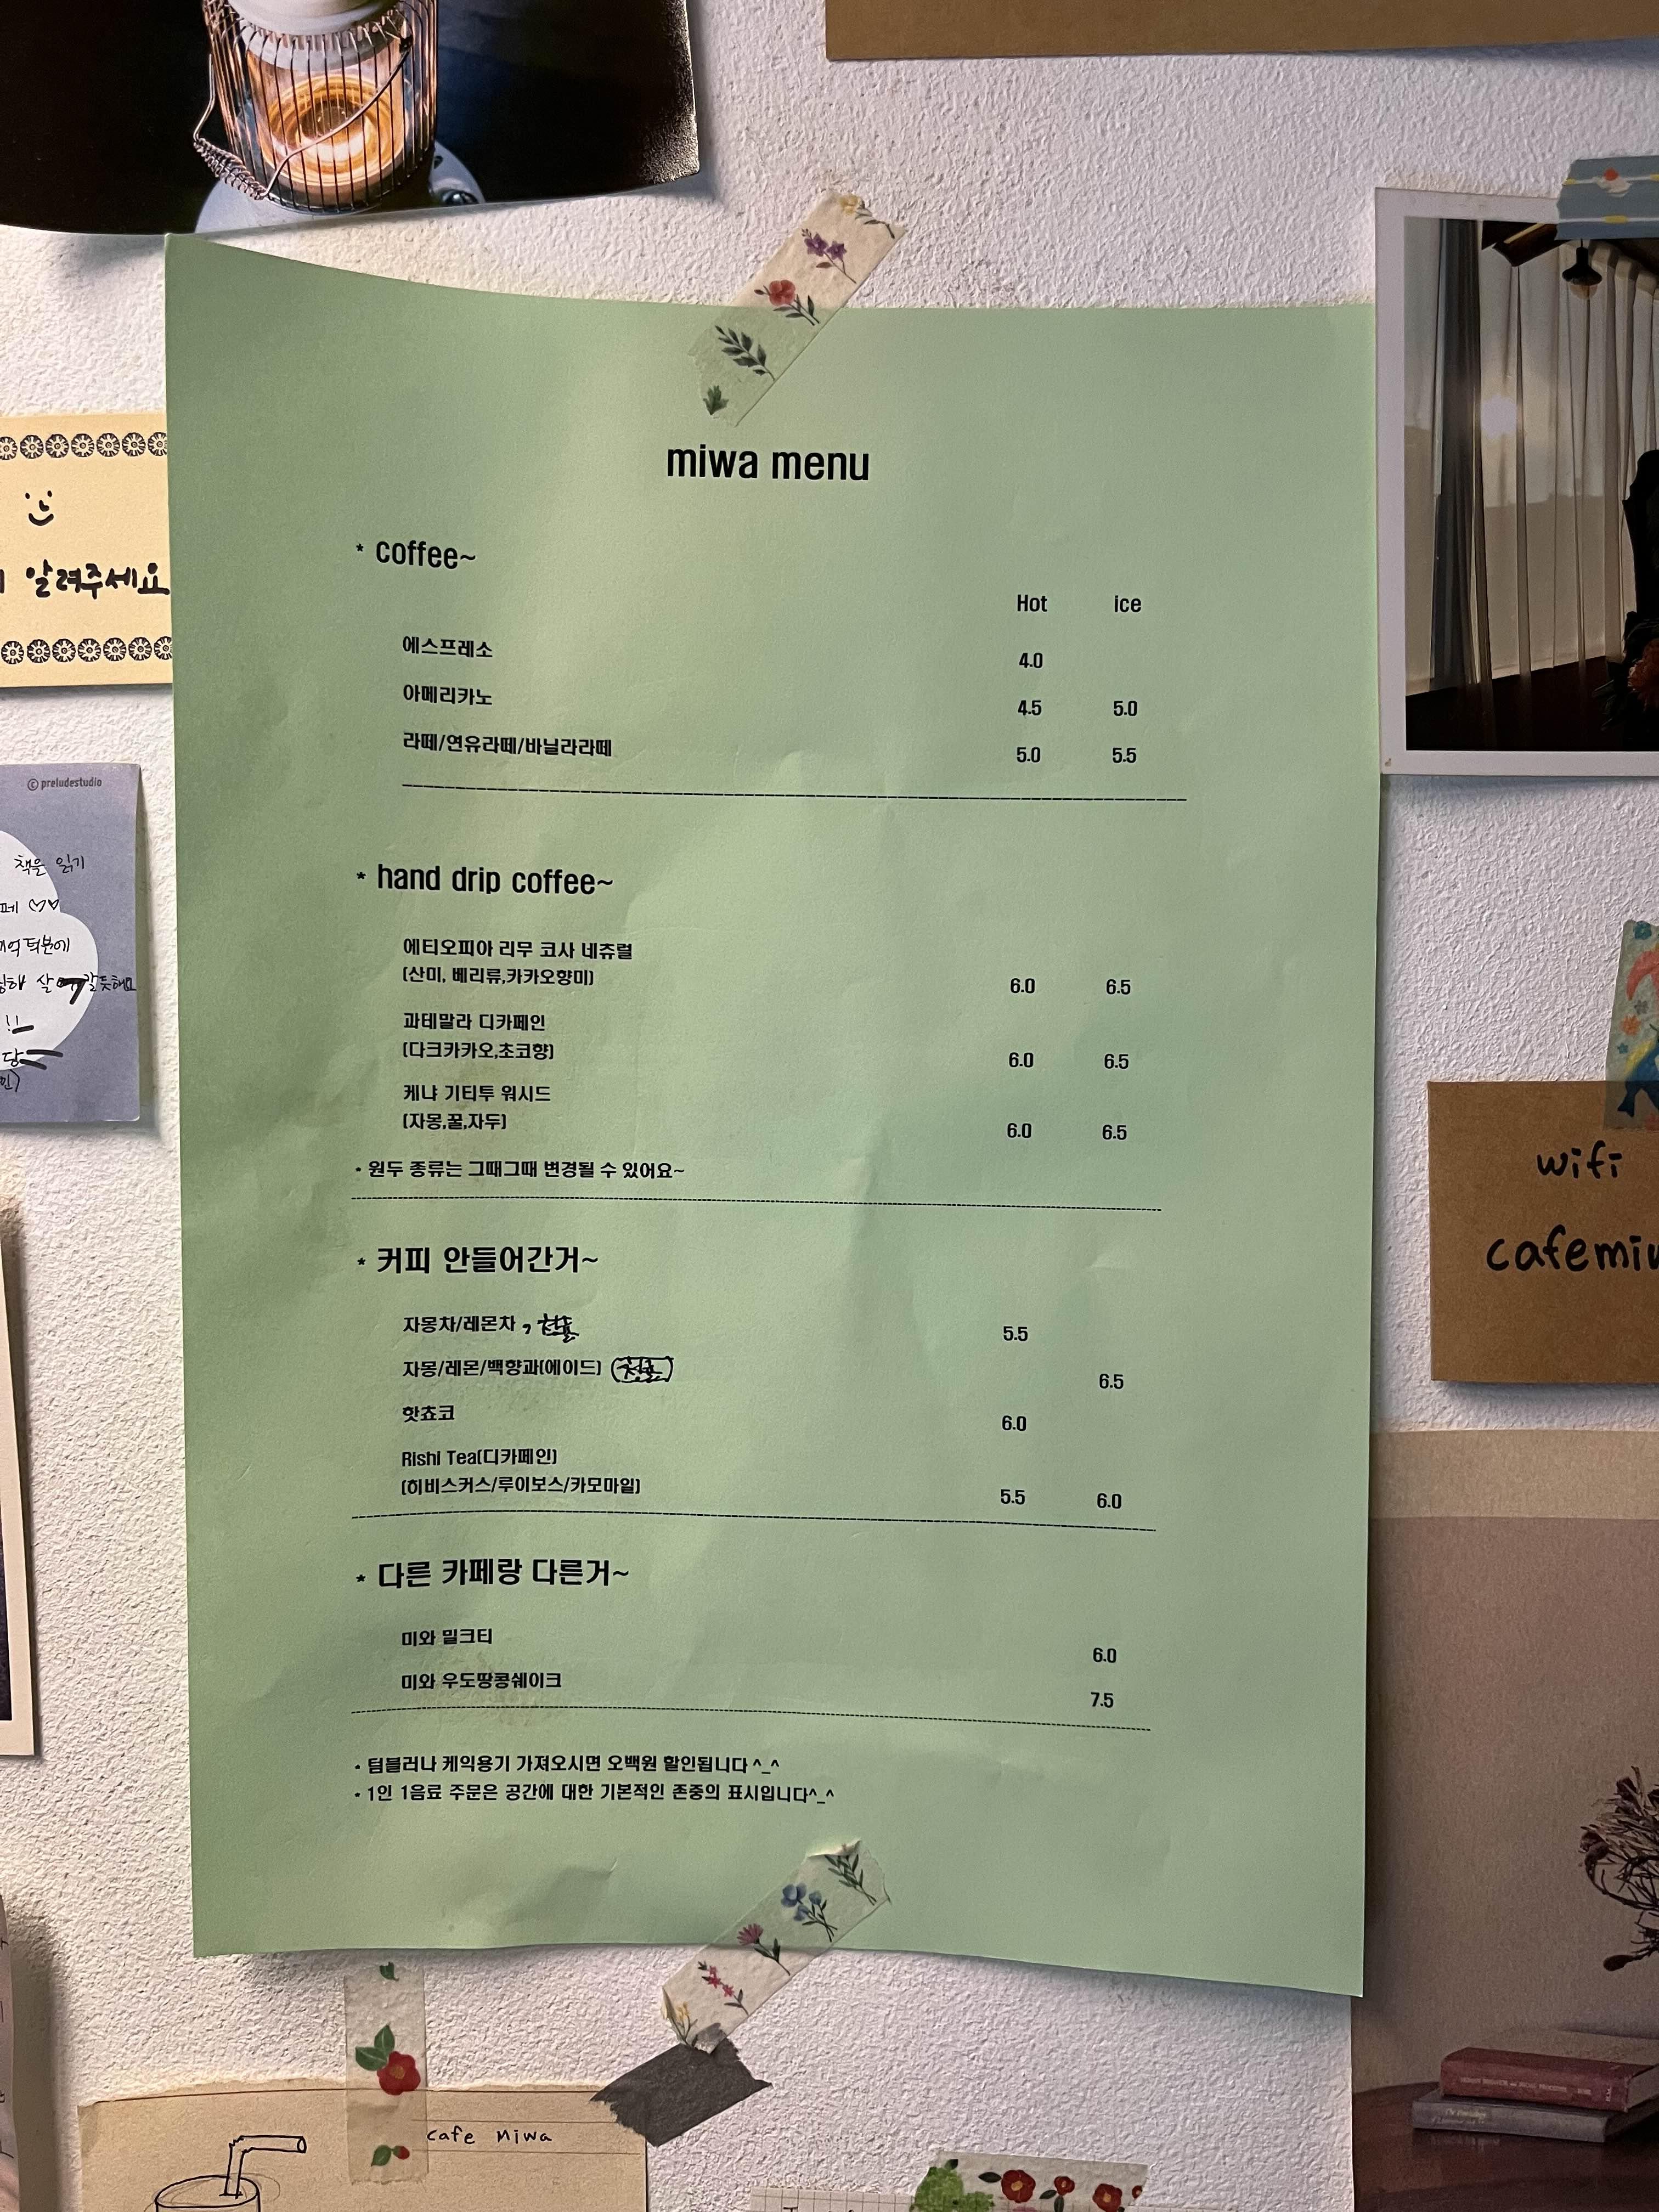 miwa menu
* coffee~
Hot ice
에스프레소 4.0
아메리카노 4.5 5.0
라떼/연유라떼/바닐라라떼 5.0 5.5
* hand drip coffee~
에티오피아 리무 코사 네츄럴
(산미, 베리류,카카오향미) 6.0 6.5
과테말라 디카페인
(다크카카오,초코향) 6.0 6.5
케냐 기티투 워시드
(자몽,꿀,자두) 6.0 6.5
• 원두 종류는 그때그때 변경될 수 있어요~
* 커피 안들어간거~
자몽차/레몬차 5.5
자몽/레몬/백향과(에이드) 6.5
핫쵸코 6.0
Rishi Tea(디카페인)
(히비스커스/루이보스/카모마일) 5.5 6.0
* 다른 카페랑 다른거~
미와 밀크티 6.0
미와 우도땅콩쉐이크 7.5
• 텀블러나 케익용기 가져오시면 오백원 할인됩니다 ^_^
• 1인 1음료 주문은 공간에 대한 기본적인 존중의 표시입니다^_^
알려주세요
© preludestudio
책을 읽기
페
덕분에
살
당
wifi
cafemiw
cafe miwa